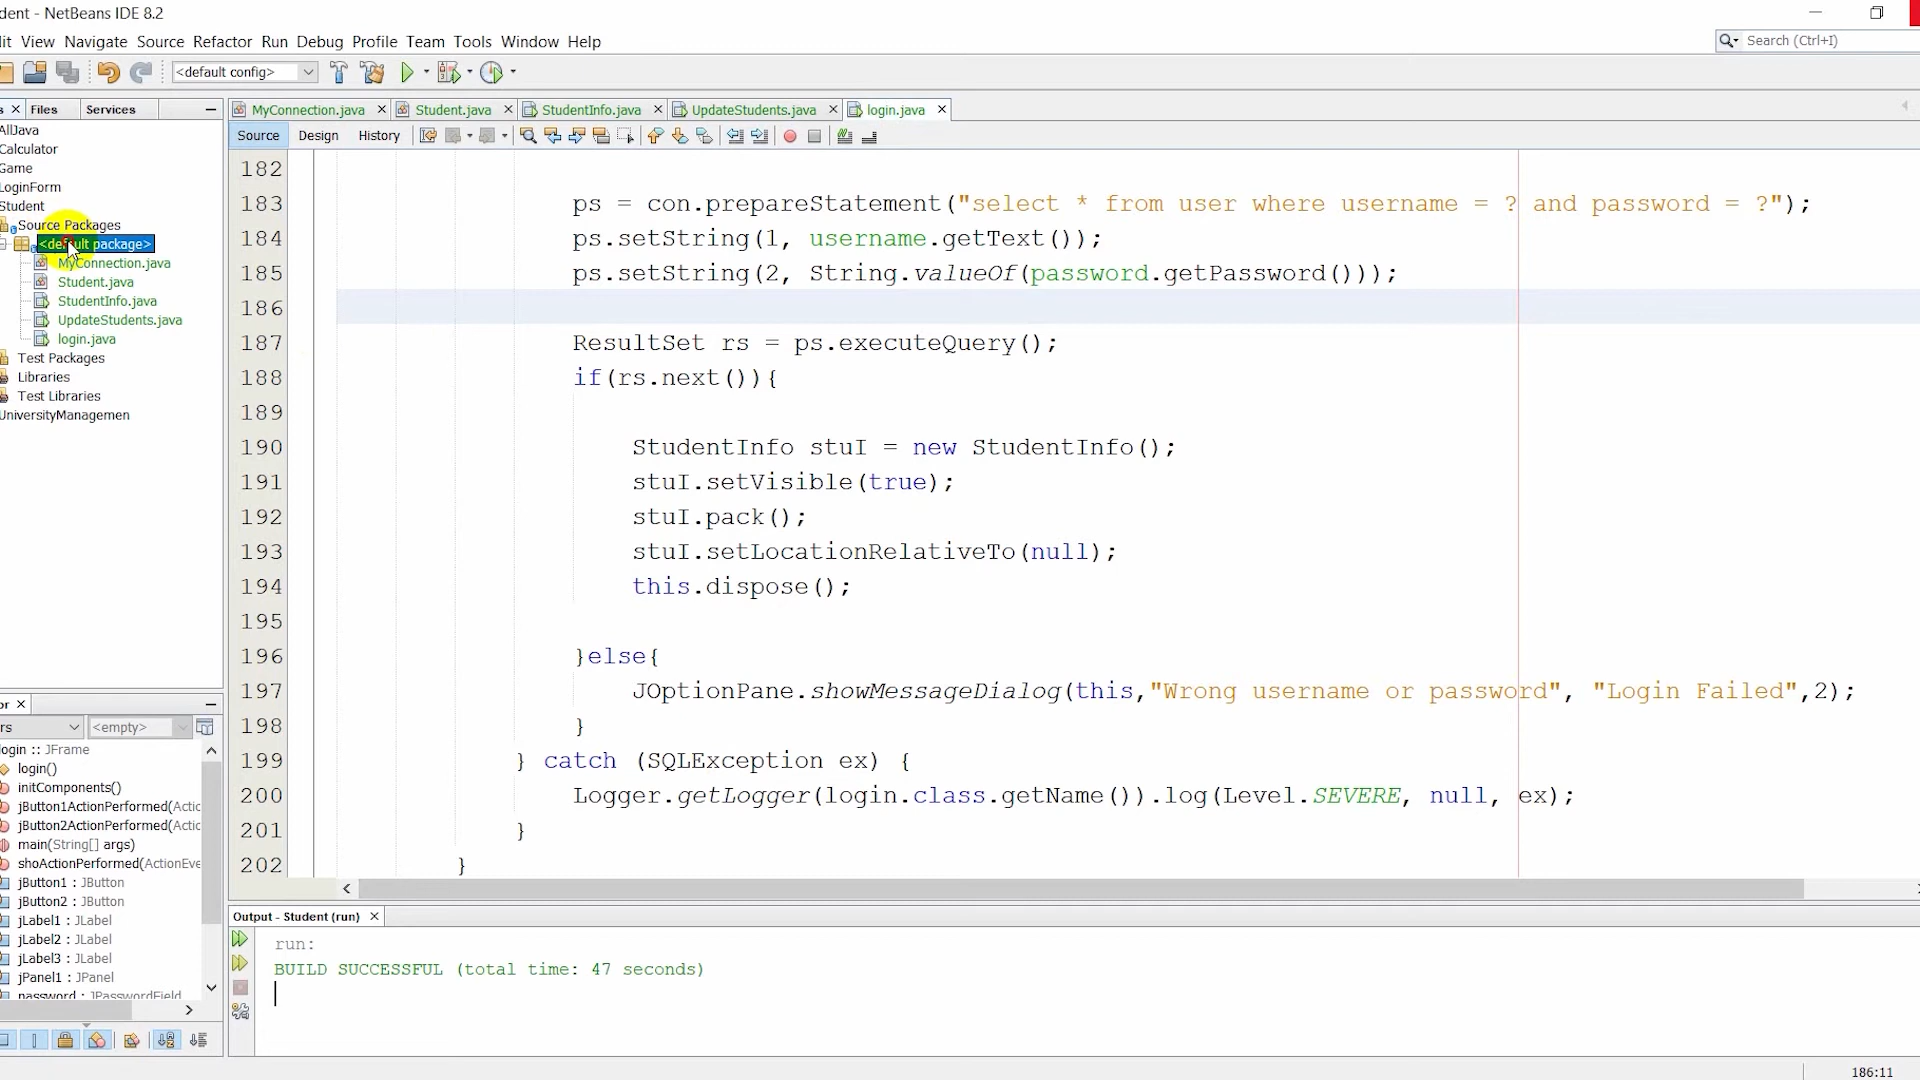 dent - NetBeans IDE 8.2
it View Navigate Source Refactor Run Debug Profile Team Tools Window Help
Search (Ctrl+I)
<default config>
s Files Services
AllJava
Calculator
Game
LoginForm
Student
Source Packages
<default package>
MyConnection.java
Student.java
StudentInfo.java
UpdateStudents.java
login.java
Test Packages
Libraries
Test Libraries
UniversityManagemen
MyConnection.java Student.java StudentInfo.java UpdateStudents.java login.java
Source Design History
182
183 ps = con.prepareStatement("select * from user where username = ? and password = ?");
184 ps.setString(1, username.getText());
185 ps.setString(2, String.valueOf(password.getPassword()));
186
187 ResultSet rs = ps.executeQuery();
188 if(rs.next()){
189
190 StudentInfo stuI = new StudentInfo();
191 stuI.setVisible(true);
192 stuI.pack();
193 stuI.setLocationRelativeTo(null);
194 this.dispose();
195
196 }else{
197 JOptionPane.showMessageDialog(this,"Wrong username or password", "Login Failed",2);
198 }
199 } catch (SQLException ex) {
200 Logger.getLogger(login.class.getName()).log(Level.SEVERE, null, ex);
201 }
202 }
or
rs <empty>
login :: JFrame
login()
initComponents()
jButton1ActionPerformed(Actic
jButton2ActionPerformed(Actic
main(String[] args)
shoActionPerformed(ActionEve
jButton1 : JButton
jButton2 : JButton
jLabel1 : JLabel
jLabel2 : JLabel
jLabel3 : JLabel
jPanel1 : JPanel
password : JPasswordField
Output - Student (run)
run:
BUILD SUCCESSFUL (total time: 47 seconds)
186:11